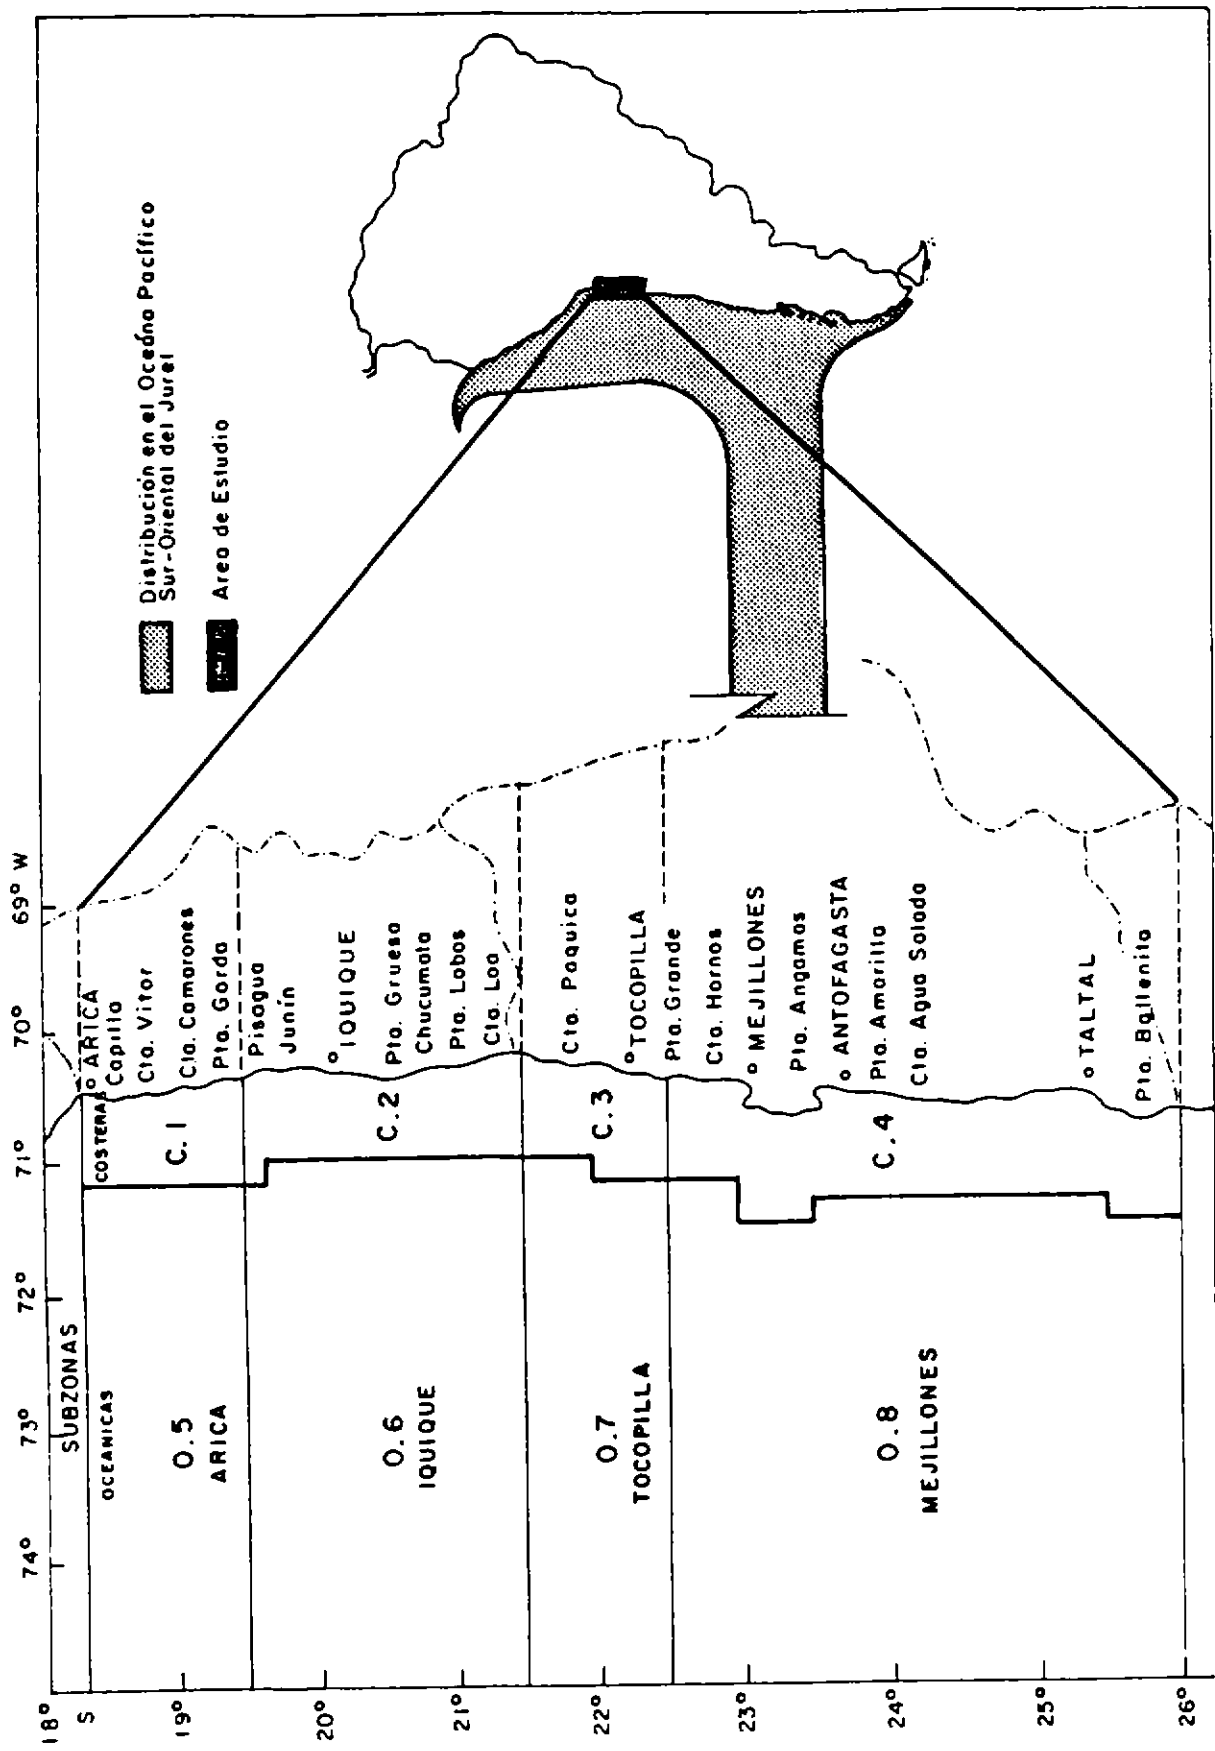 74°
73°
72°
71°
70°
69° W
18°
S
19°
20°
21°
22°
23°
24°
25°
26°
SUBZONAS
OCEANICAS
COSTERAS
O.5
ARICA
O.6
IQUIQUE
O.7
TOCOPILLA
O.8
MEJILLONES
C.1
C.2
C.3
C.4
ARICA
Capilla
Cta. Vitor
Cta. Camarones
Pta. Gorda
Pisagua
Junín
IQUIQUE
Pta. Gruesa
Chucumata
Pta. Lobos
Cta. Loa
Cta. Paquica
TOCOPILLA
Pta. Grande
Cta. Hornos
MEJILLONES
Pta. Angamos
ANTOFAGASTA
Pta. Amarilla
Cta. Agua Salada
TALTAL
Pta. Ballenita
Distribución en el Oceáno Pacífico
Sur-Oriental del Jurel
Area de Estudio